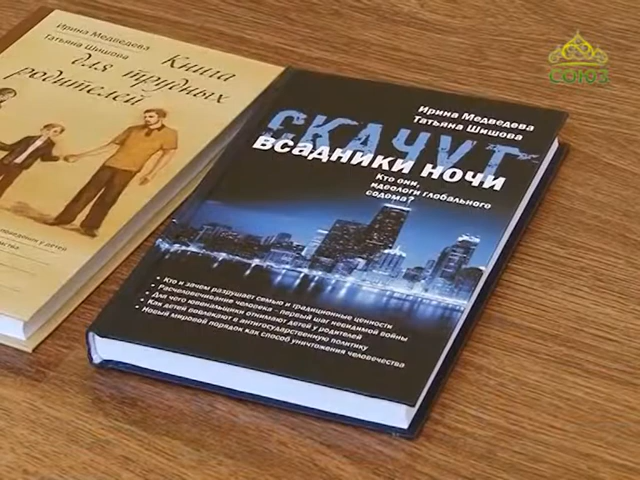 СОЮЗ
Ирина Медведева
Татьяна Шишова
Книга
для трудных
родителей
Ирина Медведева
Татьяна Шишова
СКАЧУТ
ВСАДНИКИ НОЧИ
Кто они,
идеологи глобального
содома?
• Кто и зачем разрушает семью и традиционные ценности
• Расчеловечивание человека - первый шаг невидимой войны
• Для чего ювенальщики отнимают детей у родителей
• Как детей вовлекают в антигосударственную политику
• Новый мировой порядок как способ уничтожения человечества